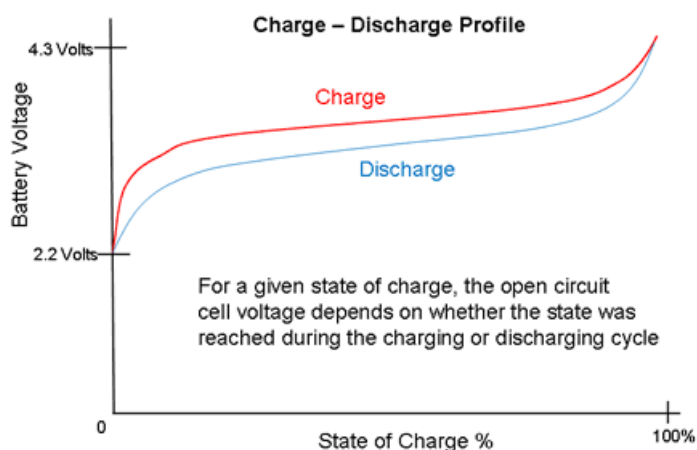 Charge – Discharge Profile
4.3 Volts
Battery Voltage
Charge
Discharge
2.2 Volts
For a given state of charge, the open circuit
cell voltage depends on whether the state was
reached during the charging or discharging cycle
0
State of Charge %
100%